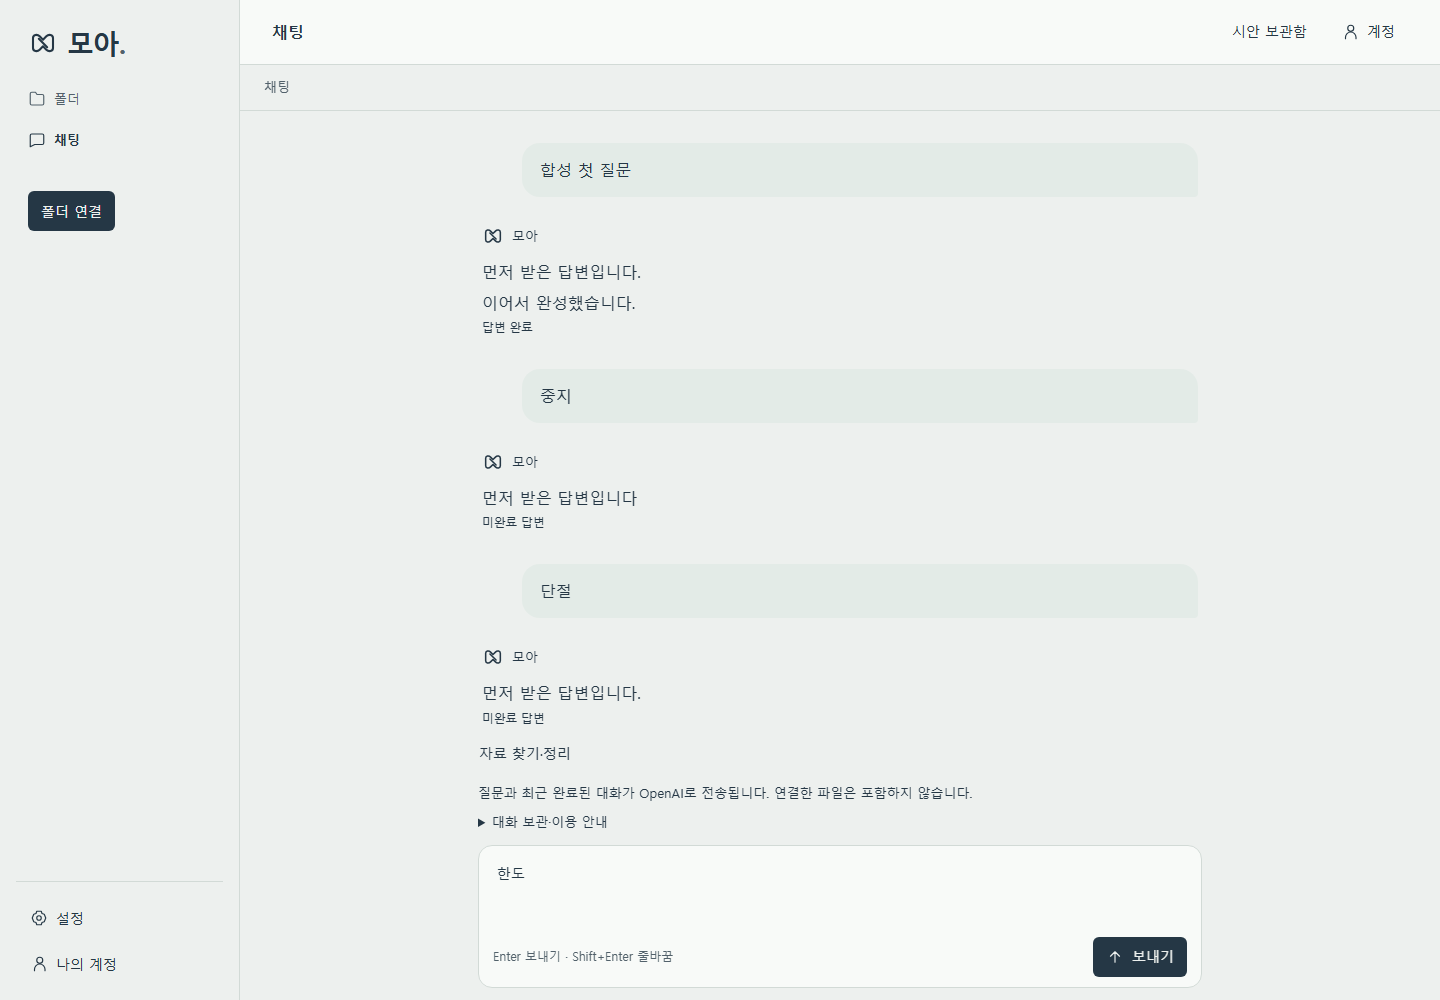 모아.
폴더
채팅
폴더 연결
설정
나의 계정
채팅
시안 보관함
계정
채팅
합성 첫 질문
모아
먼저 받은 답변입니다.
이어서 완성했습니다.
답변 완료
중지
모아
먼저 받은 답변입니다
미완료 답변
단절
모아
먼저 받은 답변입니다.
미완료 답변
자료 찾기·정리
질문과 최근 완료된 대화가 OpenAI로 전송됩니다. 연결한 파일은 포함하지 않습니다.
대화 보관·이용 안내
한도
Enter 보내기 · Shift+Enter 줄바꿈
보내기